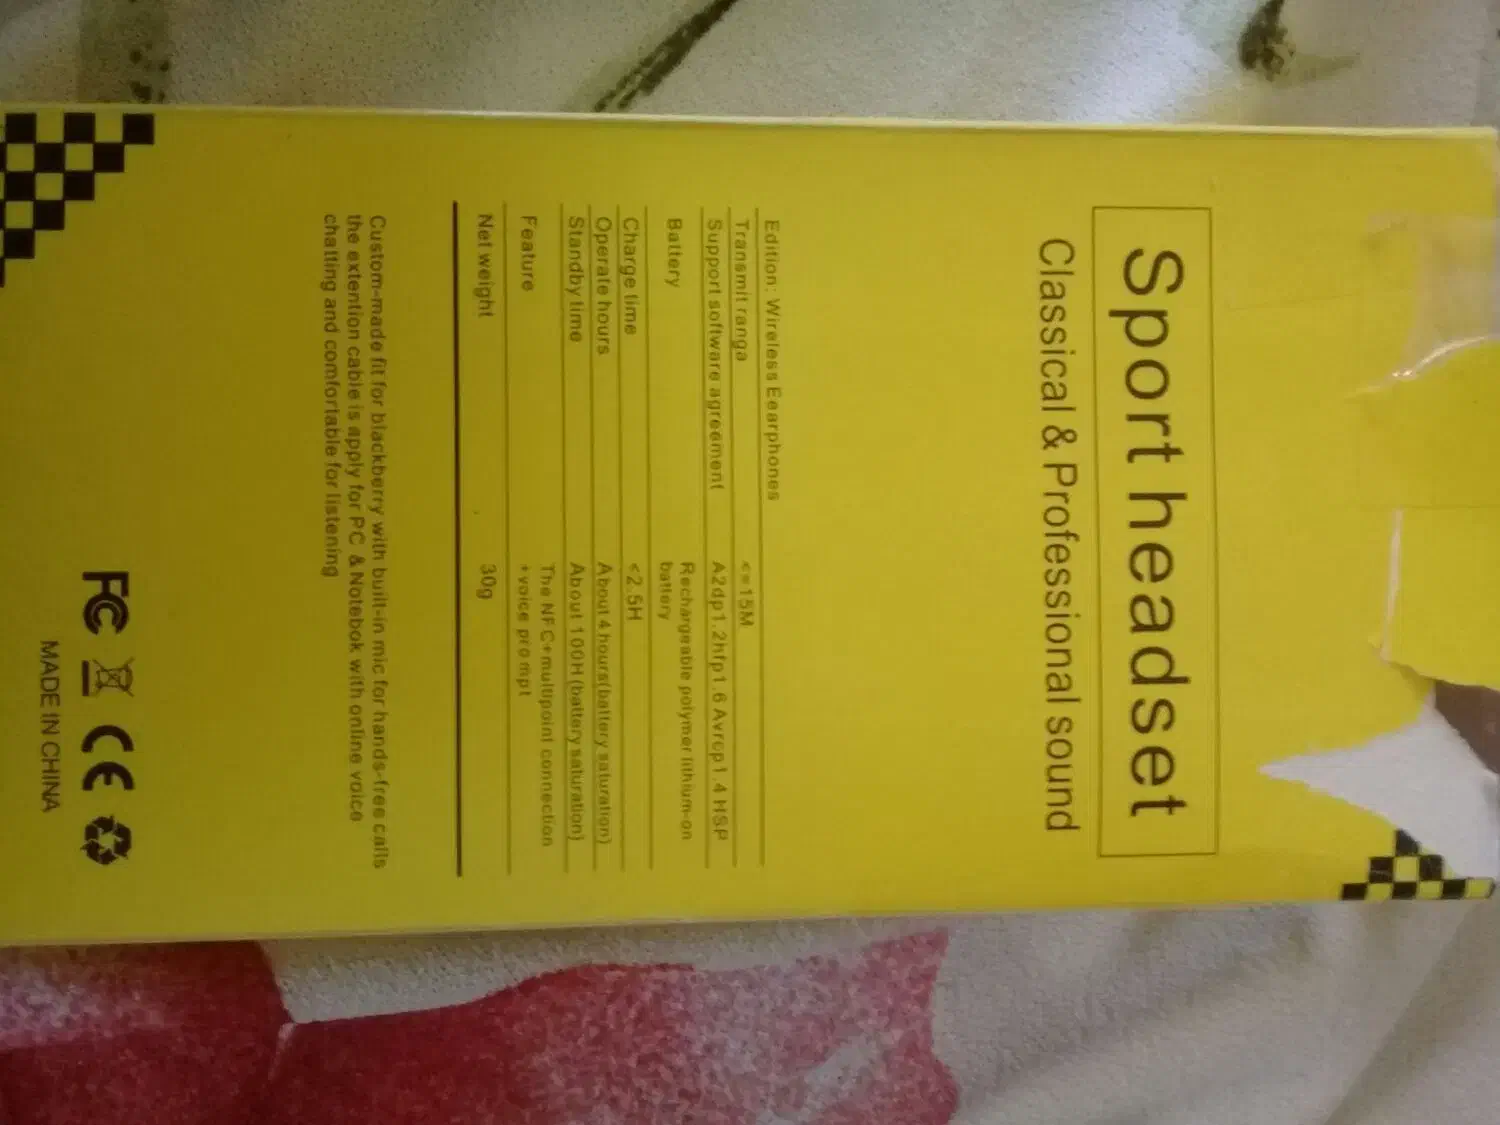 Sport headset
Classical & Professional sound
Edition: Wireless Eearphones
Transmit ranga <=15M
Support software agreement A2dp1.2hfp1.6 Avrcp1.4 HSP
Battery Rechargeable polymer lithium-on
battery
Charge time <2.5H
Operate hours About 4 hours(battery saturation)
Standby time About 100H (battery saturation)
Feature The NFC+multipoint connection
+voice pro mpt
Net weight 30g
Custom-made fit for blackberry with built-in mic for hands-free calls
the extention cable is apply for PC & Notebok with online voice
chatting and comfortable for listening
FC CE
MADE IN CHINA